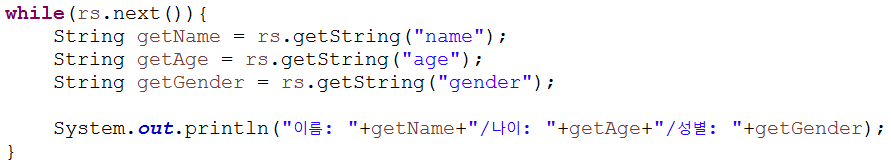 while(rs.next()){
    String getName = rs.getString("name");
    String getAge = rs.getString("age");
    String getGender = rs.getString("gender");

    System.out.println("이름: "+getName+"/나이: "+getAge+"/성별: "+getGender);
}